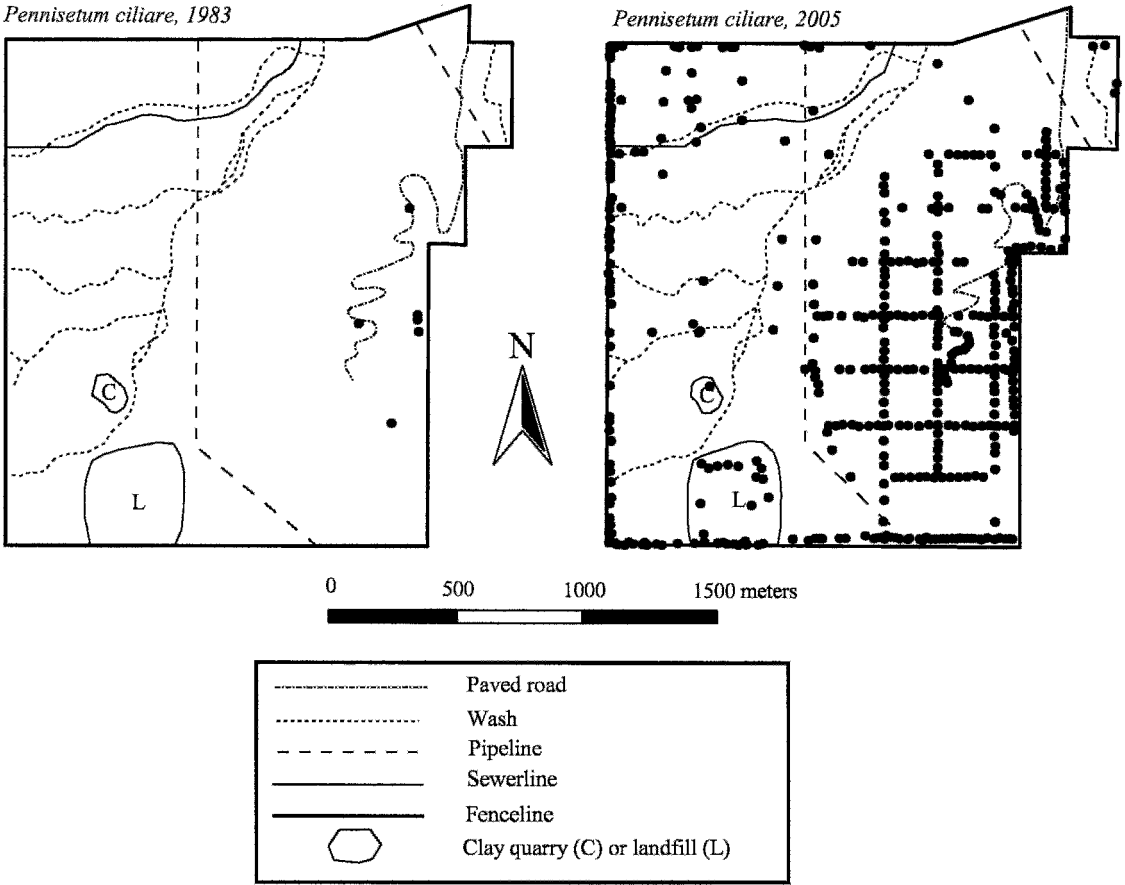 Pennisetum ciliare, 1983
Pennisetum ciliare, 2005
C
L
N
C
L
0 500 1000 1500 meters
Paved road
Wash
Pipeline
Sewerline
Fenceline
Clay quarry (C) or landfill (L)